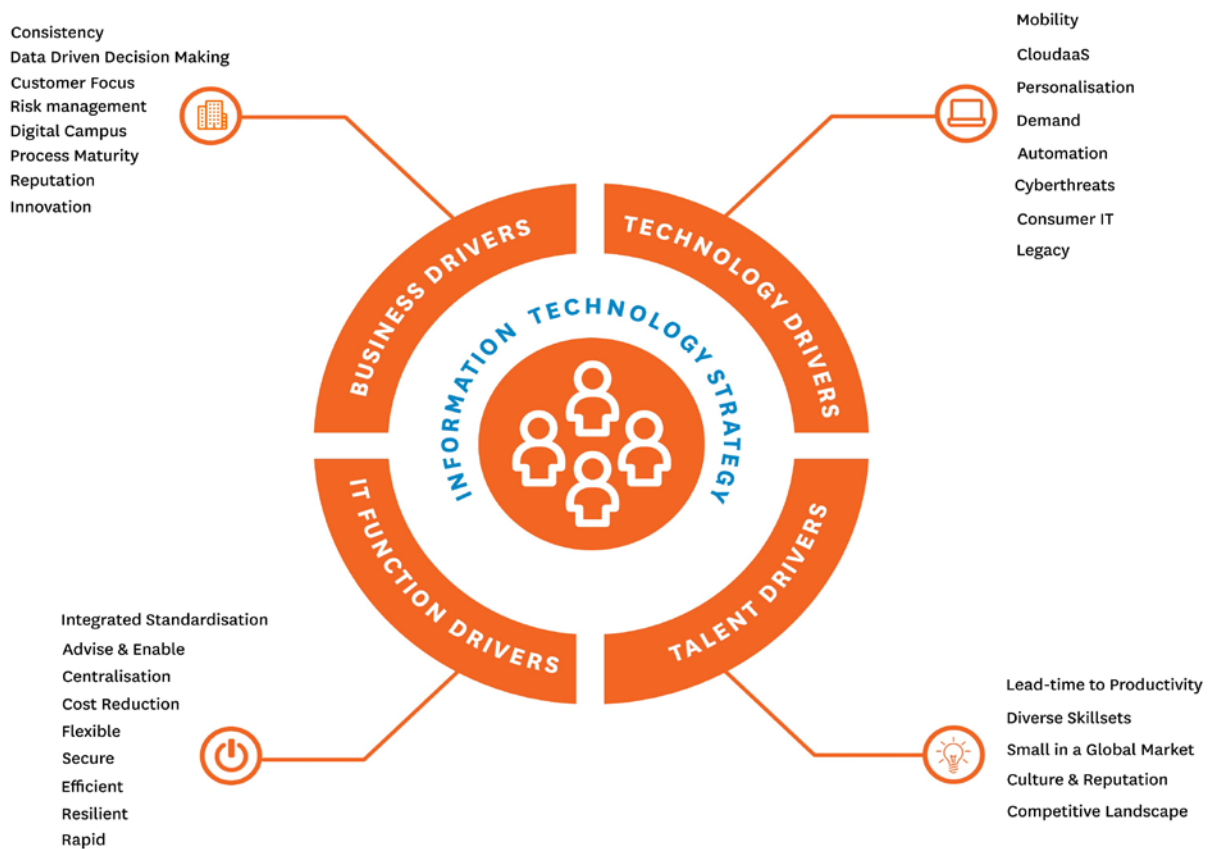 Consistency
Data Driven Decision Making
Customer Focus
Risk management
Digital Campus
Process Maturity
Reputation
Innovation
Mobility
CloudaaS
Personalisation
Demand
Automation
Cyberthreats
Consumer IT
Legacy
BUSINESS DRIVERS
TECHNOLOGY DRIVERS
INFORMATION TECHNOLOGY STRATEGY
IT FUNCTION DRIVERS
TALENT DRIVERS
Integrated Standardisation
Advise & Enable
Centralisation
Cost Reduction
Flexible
Secure
Efficient
Resilient
Rapid
Lead-time to Productivity
Diverse Skillsets
Small in a Global Market
Culture & Reputation
Competitive Landscape